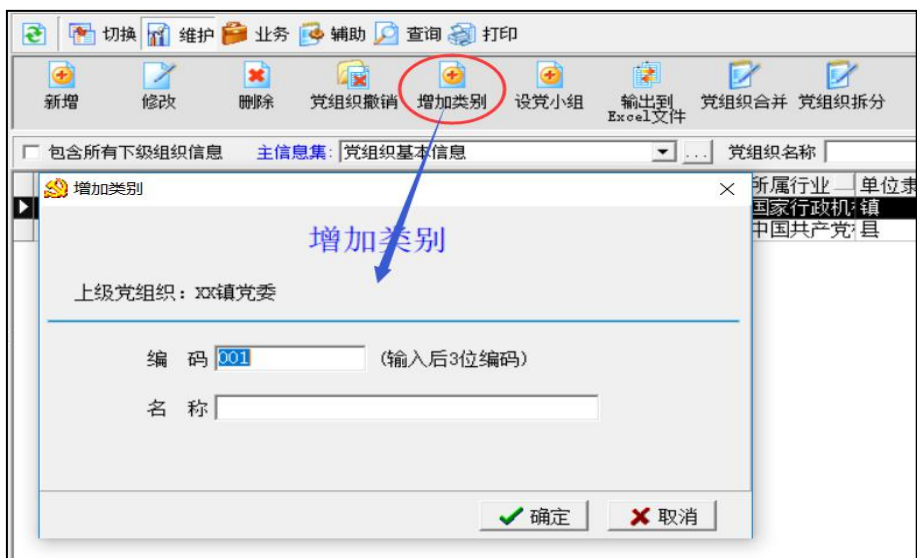 切换 维护 业务 辅助 查询 打印
新增 修改 删除 党组织撤销 增加类别 设党小组 输出到 党组织合并 党组织拆分
Excel文件
包含所有下级组织信息 主信息集: 党组织基本信息 ... 党组织名称
增加类别 所属行业 单位隶
国家行政机 镇
中国共产党 县
增加类别
上级党组织：XX镇党委
编 码 001 (输入后3位编码)
名 称
确定 取消